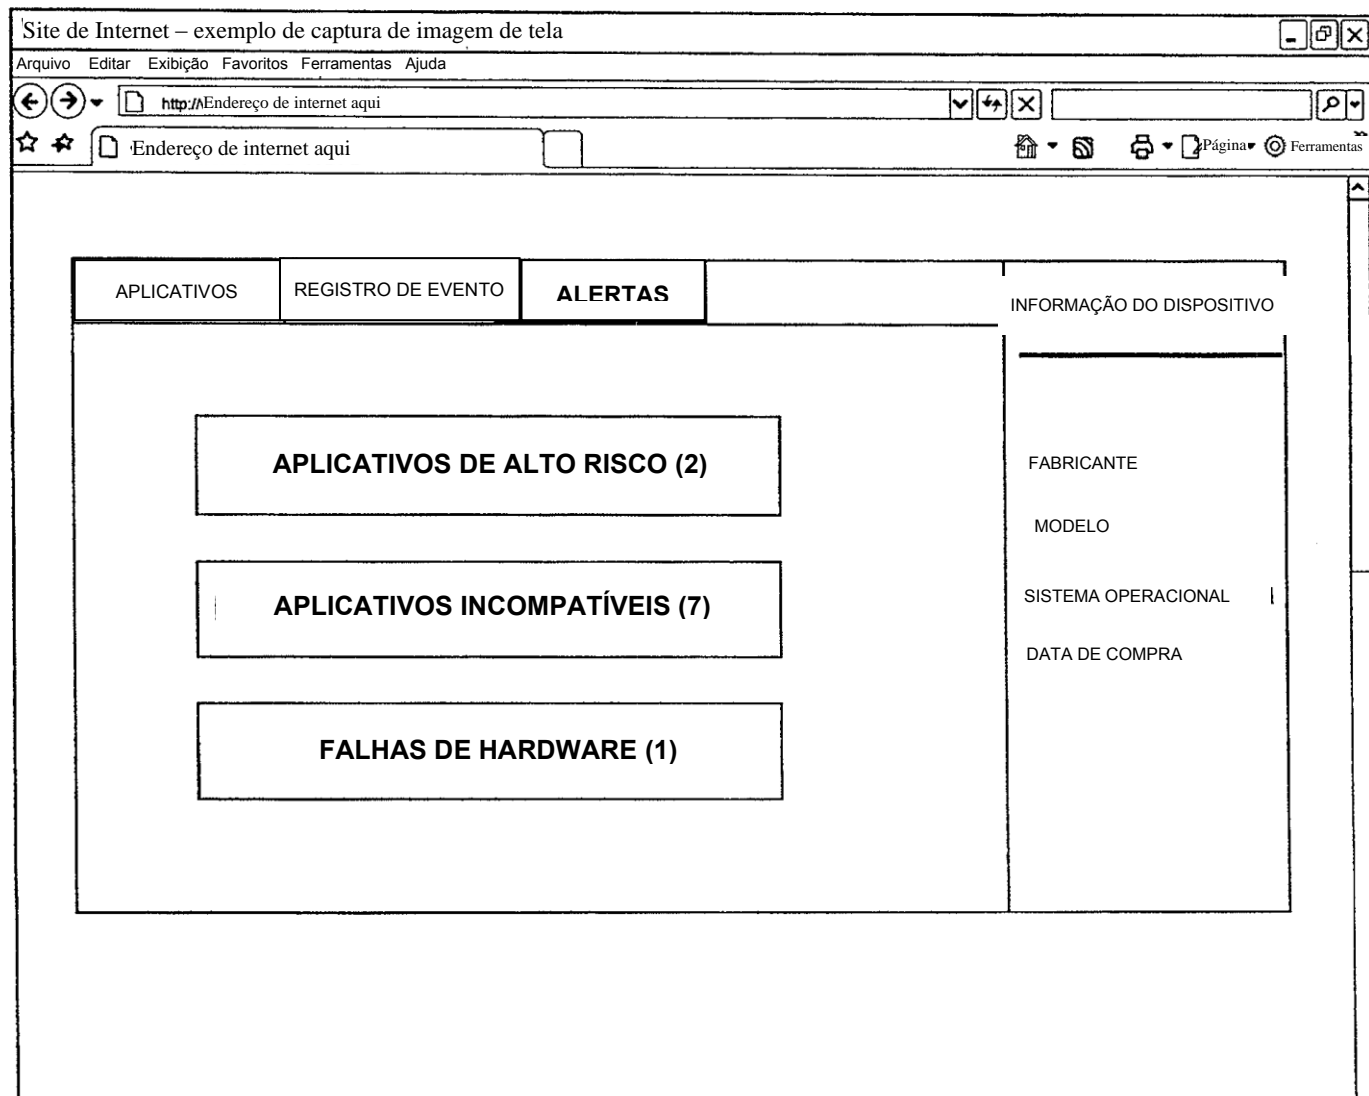 Site de Internet – exemplo de captura de imagem de tela
Arquivo Editar Exibição Favoritos Ferramentas Ajuda
http://Endereço de internet aqui
Endereço de internet aqui
Página Ferramentas
APLICATIVOS REGISTRO DE EVENTO ALERTAS
INFORMAÇÃO DO DISPOSITIVO
APLICATIVOS DE ALTO RISCO (2)
FABRICANTE
MODELO
APLICATIVOS INCOMPATÍVEIS (7)
SISTEMA OPERACIONAL
DATA DE COMPRA
FALHAS DE HARDWARE (1)